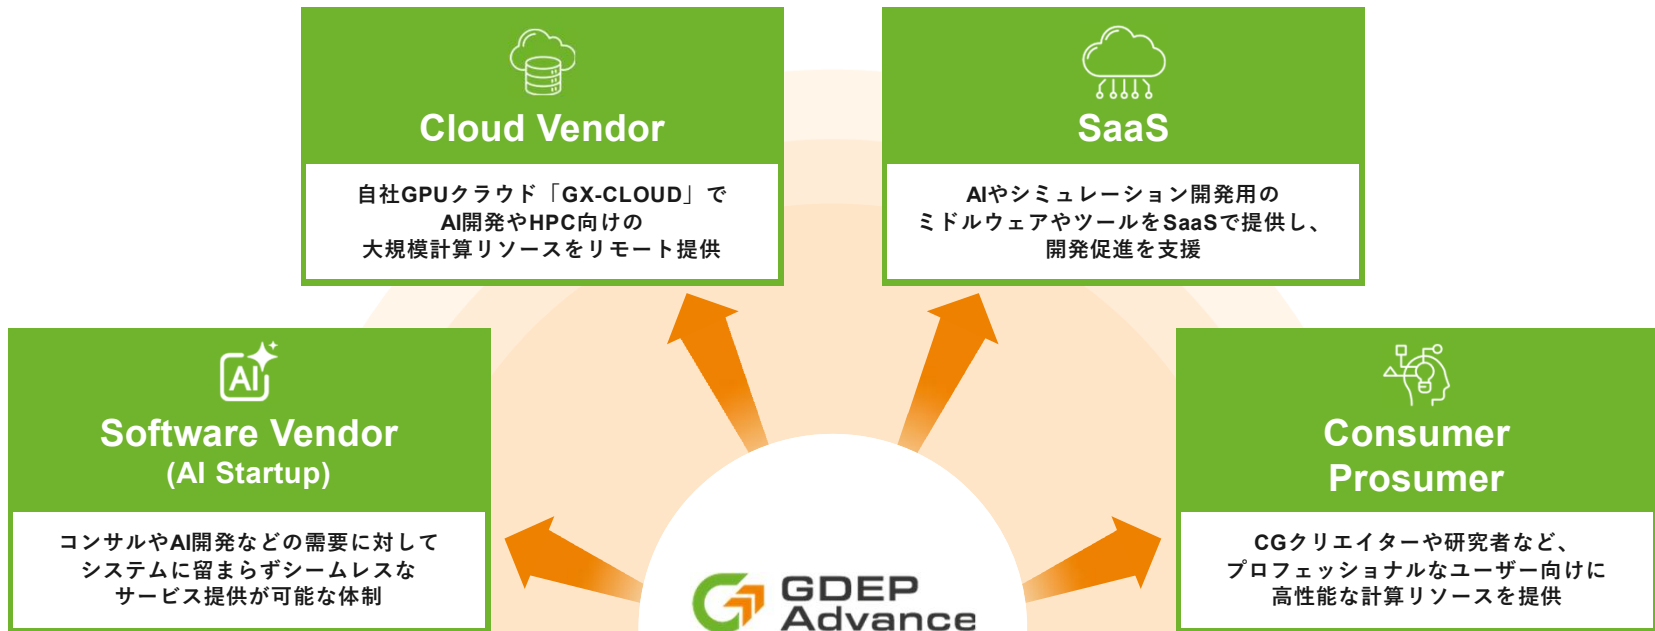 Cloud Vendor
自社GPUクラウド「GX-CLOUD」で
AI開発やHPC向けの
大規模計算リソースをリモート提供
SaaS
AIやシミュレーション開発用の
ミドルウェアやツールをSaaSで提供し、
開発促進を支援
AI
Software Vendor
(AI Startup)
コンサルやAI開発などの需要に対して
システムに留まらずシームレスな
サービス提供が可能な体制
Consumer
Prosumer
CGクリエイターや研究者など、
プロフェッショナルなユーザー向けに
高性能な計算リソースを提供
GDEP
Advance